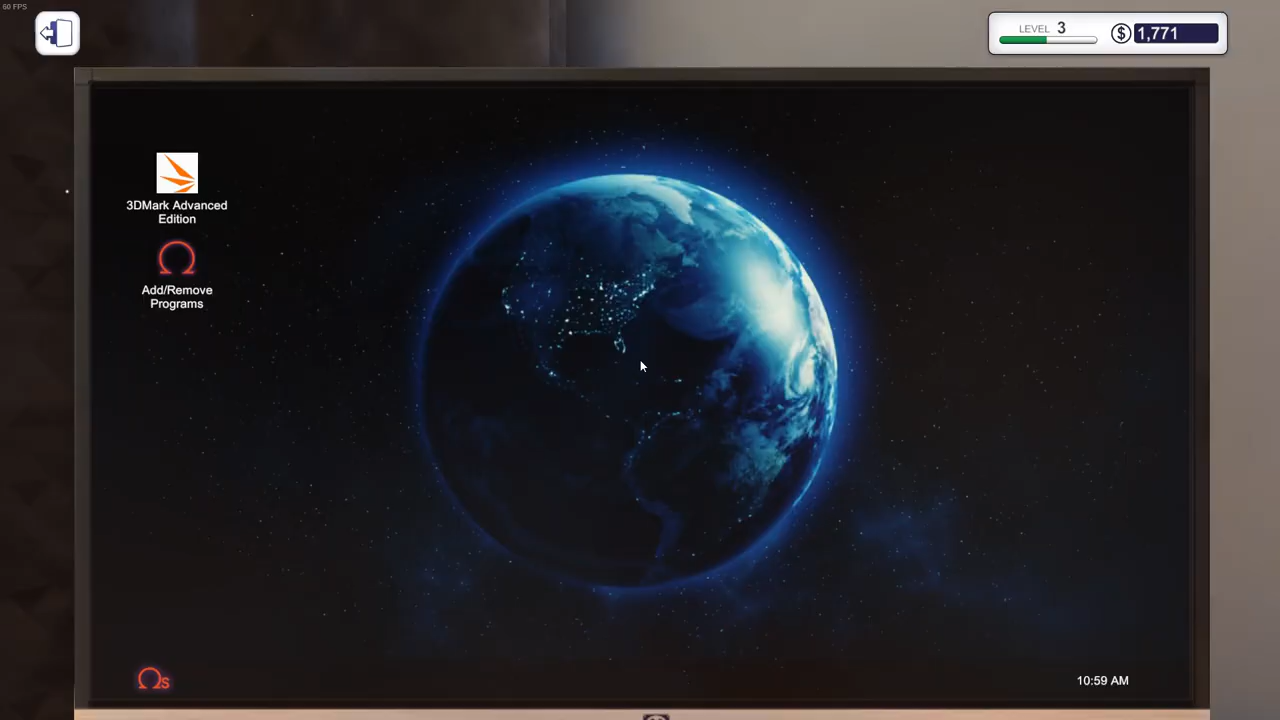 60 FPS
LEVEL 3
$ 1,771
3DMark Advanced
Edition
Add/Remove
Programs
Ωs
10:59 AM